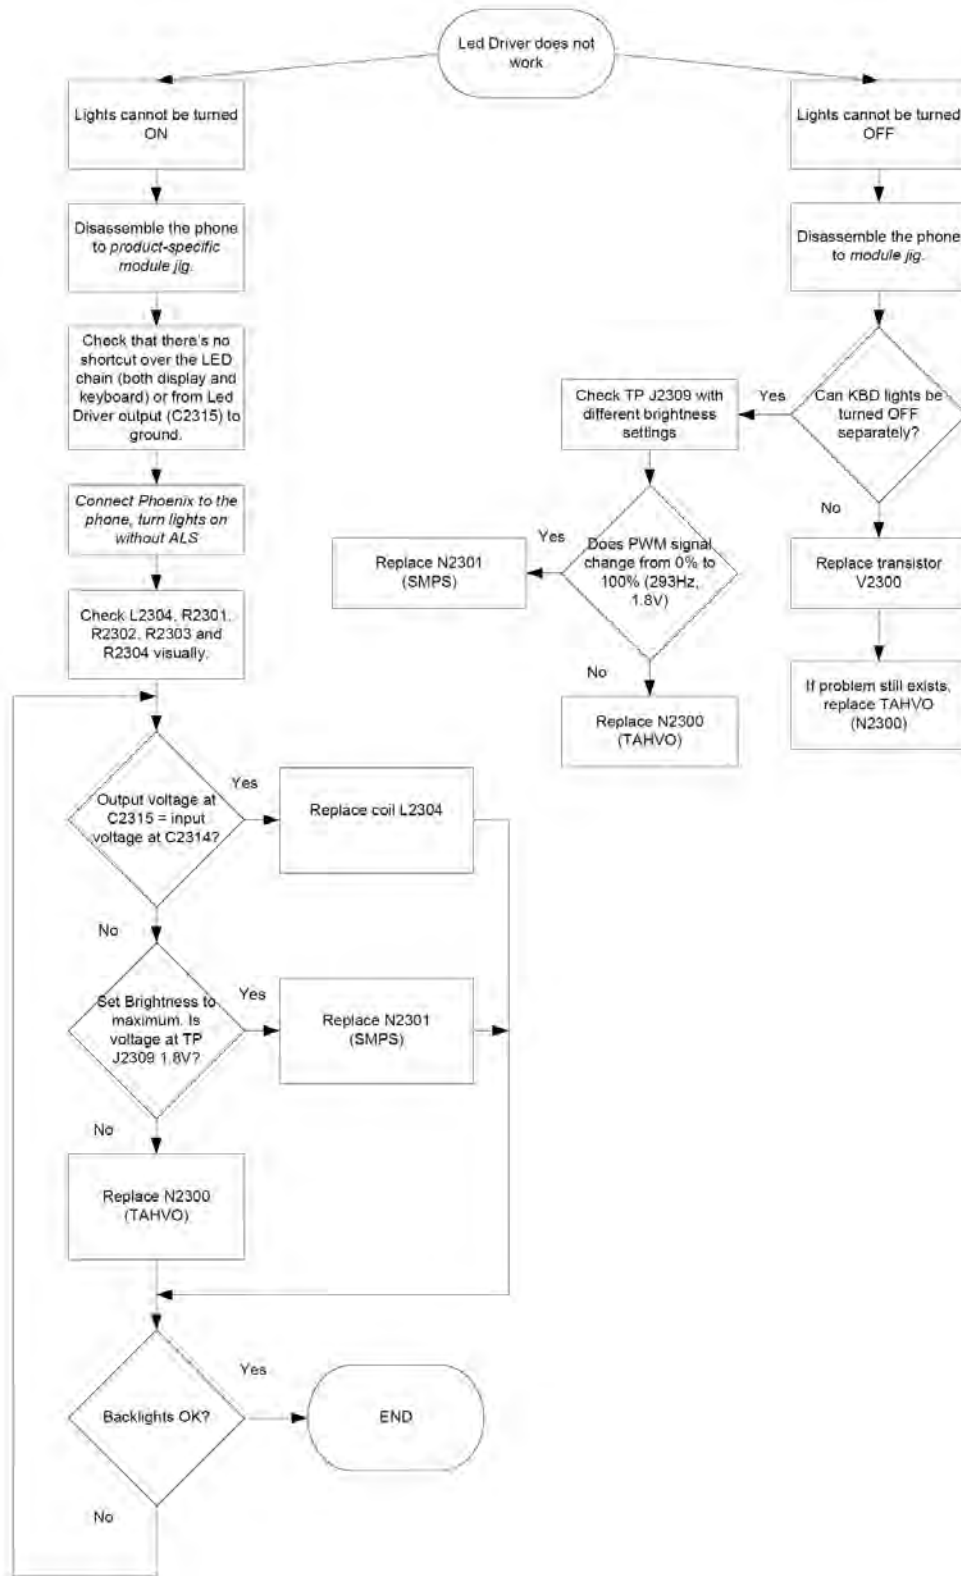 Led Driver does not
work
Lights cannot be turned
ON
Disassemble the phone
to product-specific
module jig.
Check that there's no
shortcut over the LED
chain (both display and
keyboard) or from Led
Driver output (C2315) to
ground.
Connect Phoenix to the
phone, turn lights on
without ALS
Check L2304, R2301,
R2302, R2303 and
R2304 visually.
Output voltage at
C2315 = input
voltage at C2314?
Yes
Replace coil L2304
No
Set Brightness to
maximum. Is
voltage at TP
J2309 1.8V?
Yes
Replace N2301
(SMPS)
No
Replace N2300
(TAHVO)
Backlights OK?
Yes
END
No
Lights cannot be turned
OFF
Disassemble the phone
to module jig.
Can KBD lights be
turned OFF
separately?
Yes
Check TP J2309 with
different brightness
settings
Does PWM signal
change from 0% to
100% (293Hz,
1.8V)
Yes
Replace N2301
(SMPS)
No
Replace N2300
(TAHVO)
No
Replace transistor
V2300
If problem still exists,
replace TAHVO
(N2300)